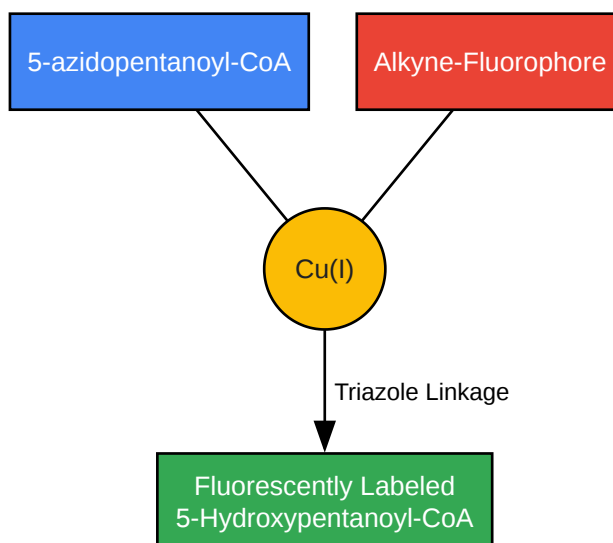 5-azidopentanoyl-CoA
Alkyne-Fluorophore
Cu(I)
Triazole Linkage
Fluorescently Labeled
5-Hydroxypentanoyl-CoA